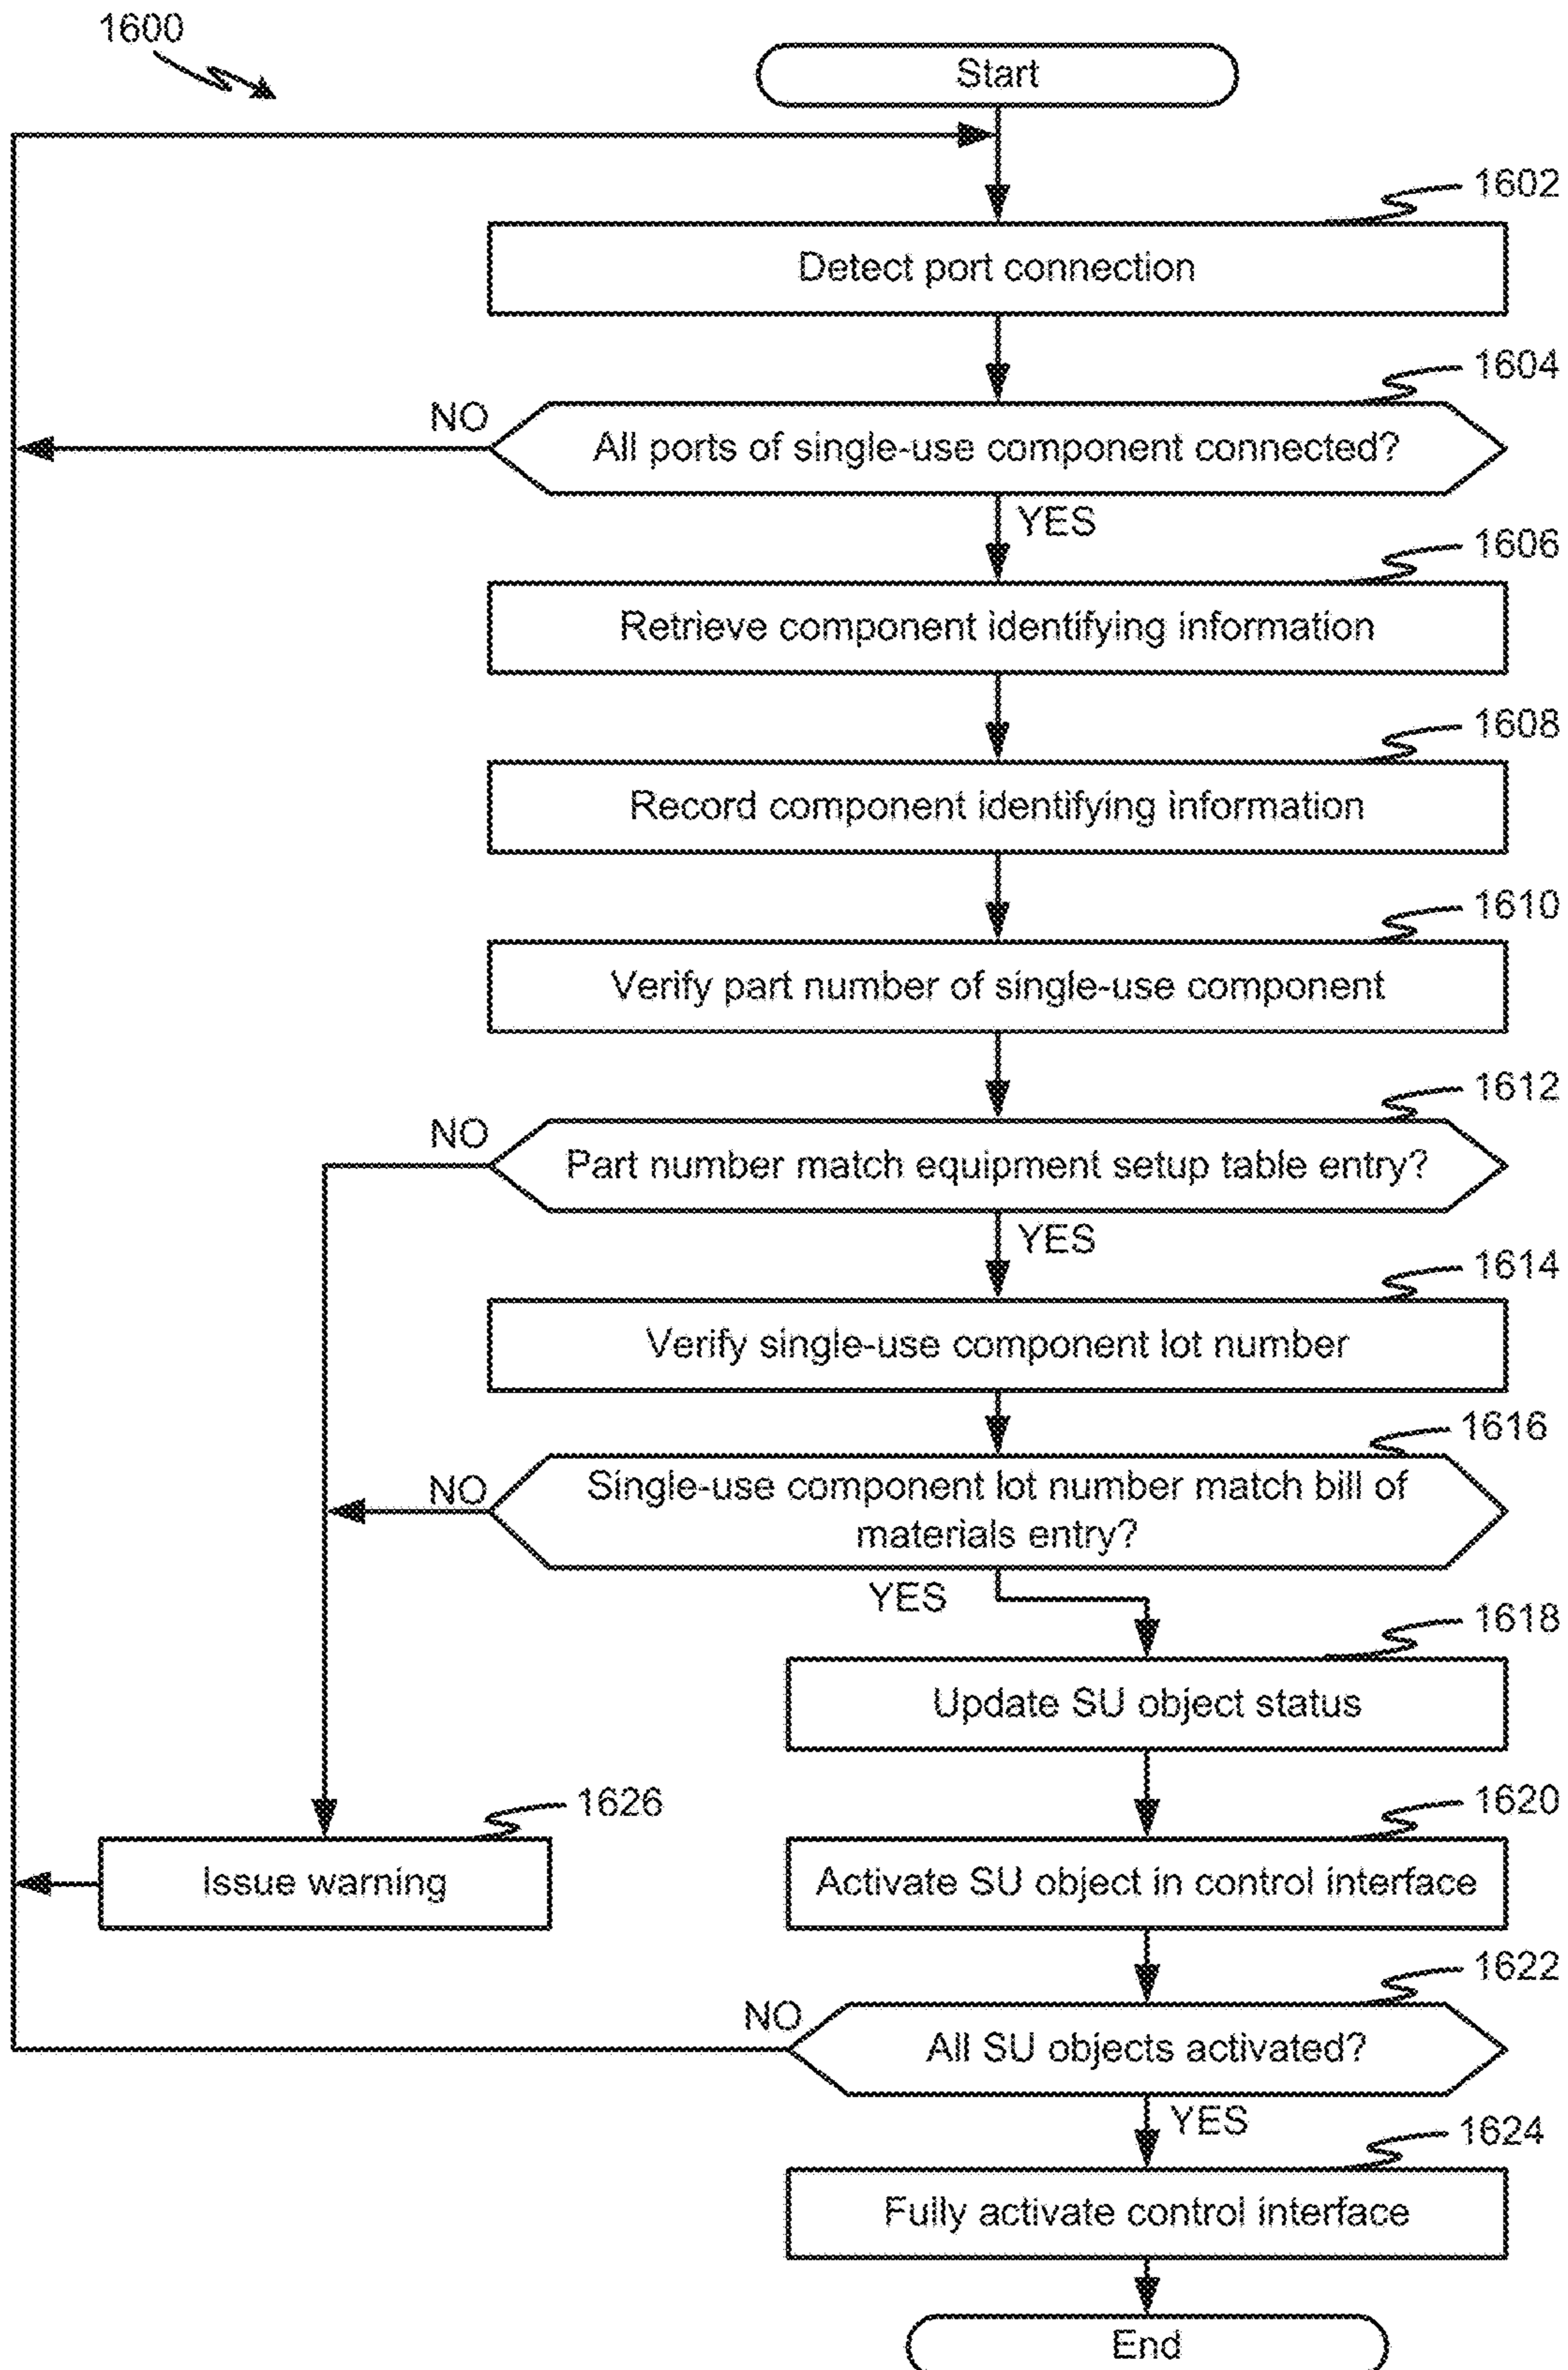 1600
Start
1602
Detect port connection
1604
NO
All ports of single-use component connected?
YES
1606
Retrieve component identifying information
1608
Record component identifying information
1610
Verify part number of single-use component
1612
NO
Part number match equipment setup table entry?
YES
1614
Verify single-use component lot number
1616
NO
Single-use component lot number match bill of
materials entry?
YES
1618
Update SU object status
1626
1620
Issue warning
Activate SU object in control interface
1622
NO
All SU objects activated?
YES
1624
Fully activate control interface
End